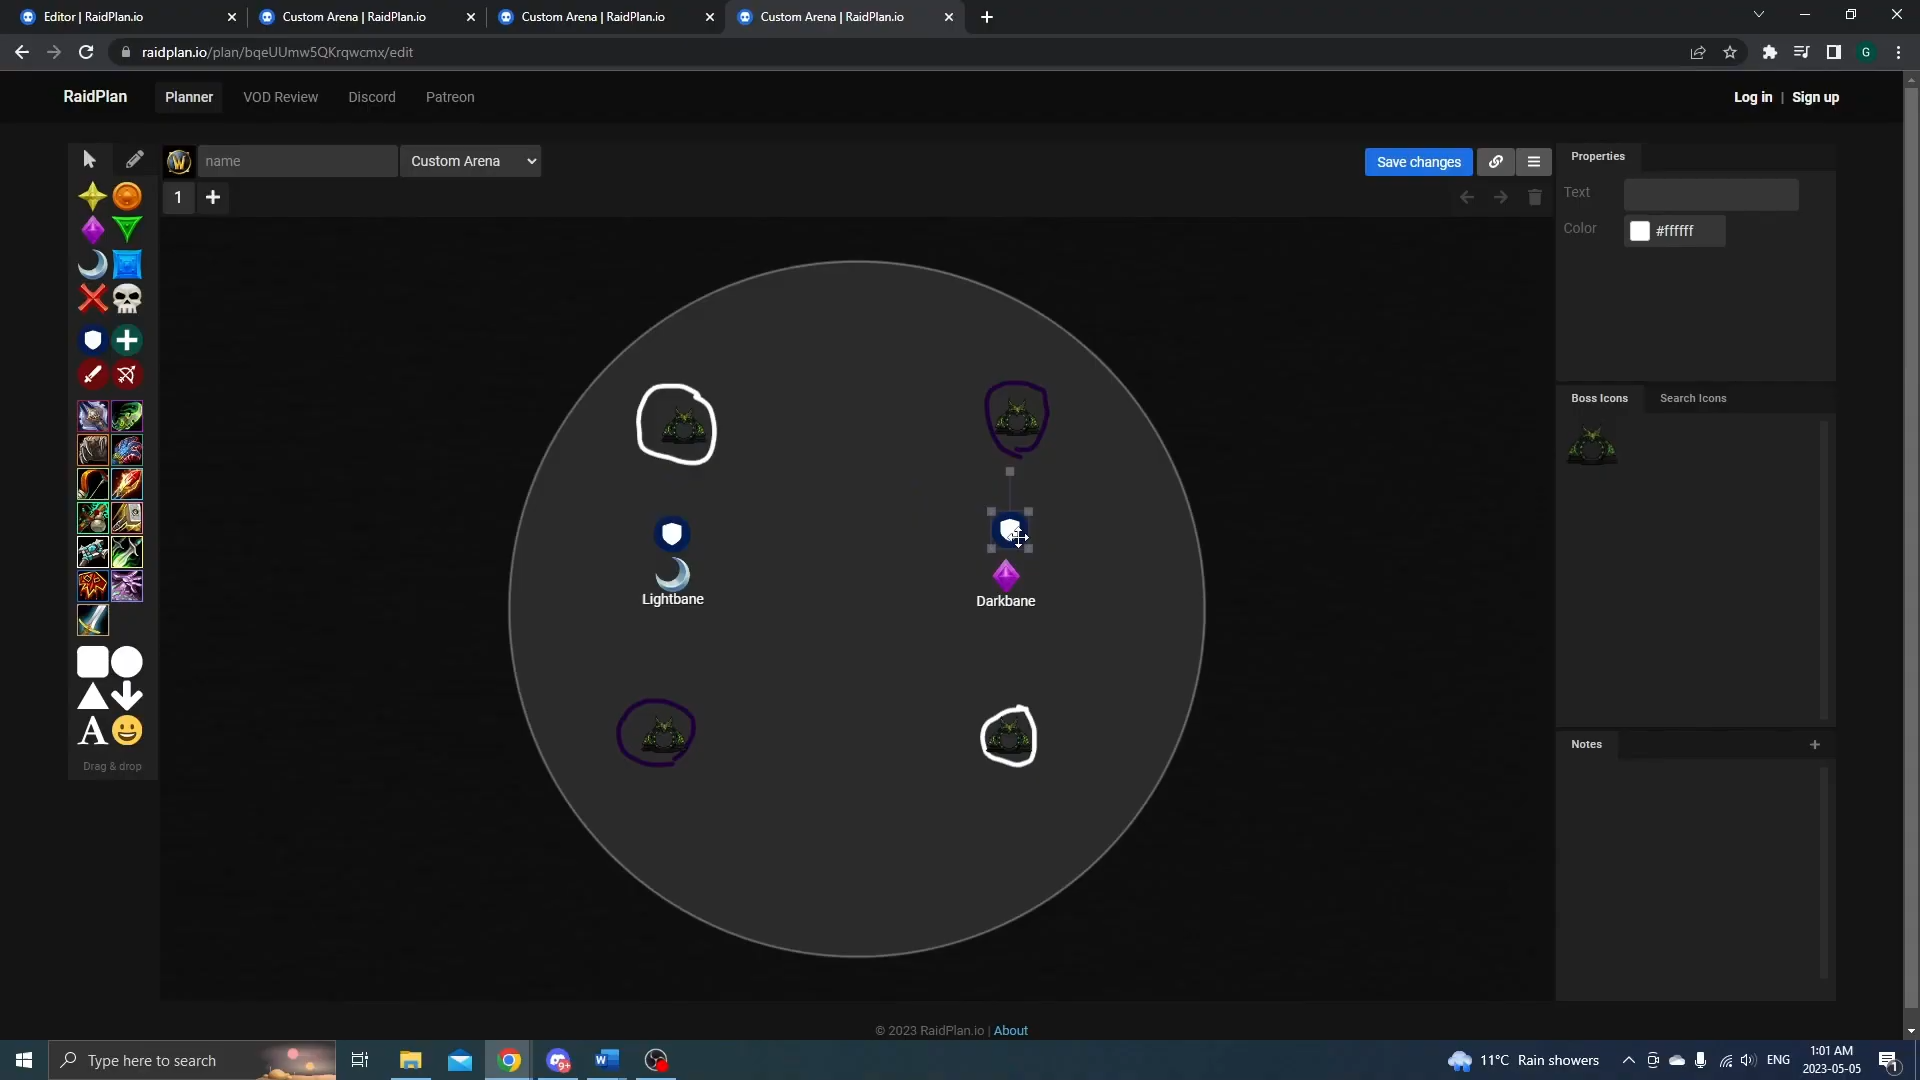 Editor | RaidPlan.io
Custom Arena | RaidPlan.io
Custom Arena | RaidPlan.io
Custom Arena | RaidPlan.io
raidplan.io/plan/bqeUUmw5QKrqwcmx/edit
G
RaidPlan
Planner
VOD Review
Discord
Patreon
Log in | Sign up
W
name
Custom Arena
Save changes
Properties
1
Text
Color
#ffffff
Boss Icons
Search Icons
Lightbane
Darkbane
A
Notes
Drag & drop
© 2023 RaidPlan.io | About
Type here to search
9+
W
11°C Rain showers
ENG
1:01 AM
2023-05-05
1